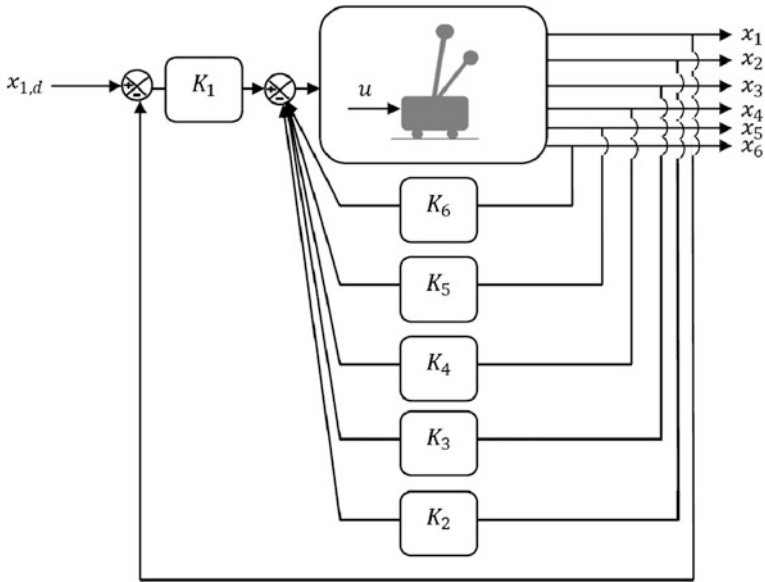 x₁,d
+
-
K₁
+
-
u
x₁
x₂
x₃
x₄
x₅
x₆
K₆
K₅
K₄
K₃
K₂